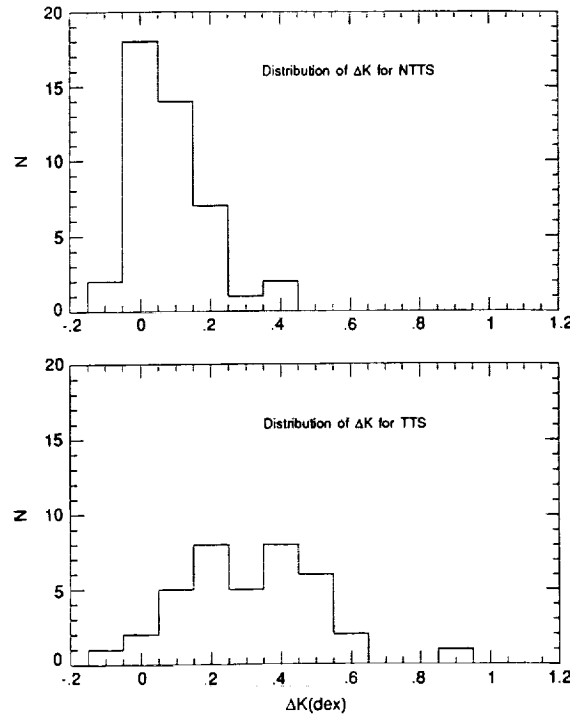 20
Distribution of ΔK for NTTS
15
N
10
5
0
-.2 0 .2 .4 .6 .8 1 1.2
20
Distribution of ΔK for TTS
15
N
10
5
0
-.2 0 .2 .4 .6 .8 1 1.2
ΔK(dex)